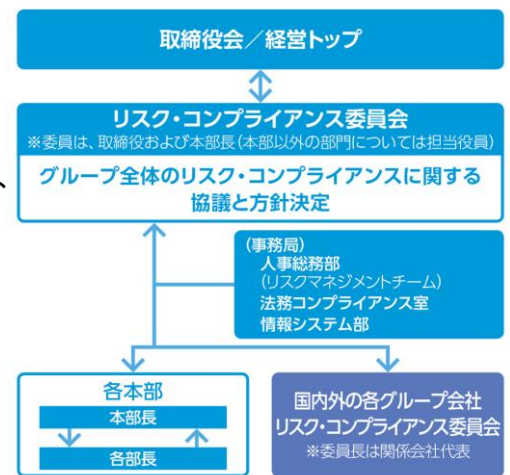 取締役会／経営トップ
リスク・コンプライアンス委員会
※委員は、取締役および本部長（本部以外の部門については担当役員）
グループ全体のリスク・コンプライアンスに関する
協議と方針決定
、
(事務局)
人事総務部
(リスクマネジメントチーム)
法務コンプライアンス室
情報システム部
各本部
本部長
各部長
国内外の各グループ会社
リスク・コンプライアンス委員会
※委員長は関係会社代表